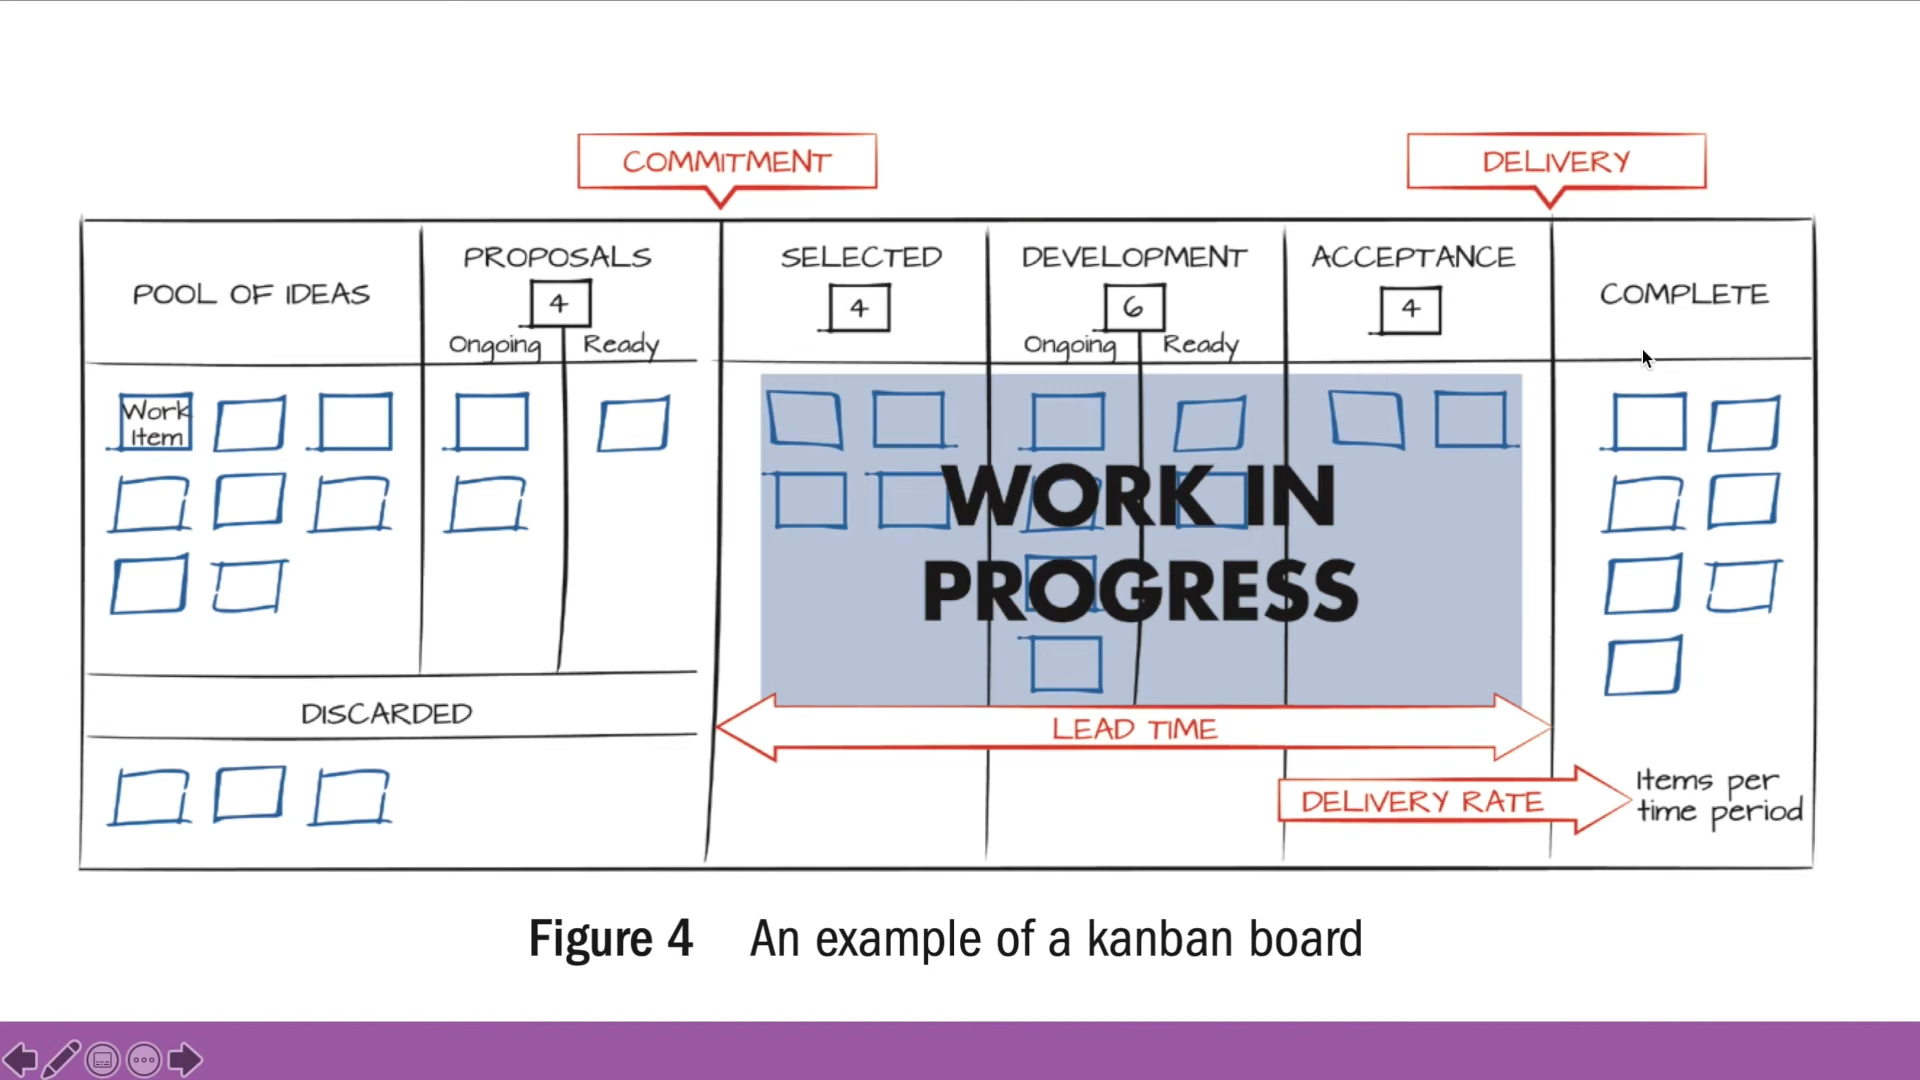 COMMITMENT
DELIVERY
POOL OF IDEAS
PROPOSALS
4
Ongoing
Ready
SELECTED
4
DEVELOPMENT
6
Ongoing
Ready
ACCEPTANCE
4
COMPLETE
Work
Item
WORK IN
PROGRESS
DISCARDED
LEAD TIME
DELIVERY RATE
Items per
time period
Figure 4 An example of a kanban board